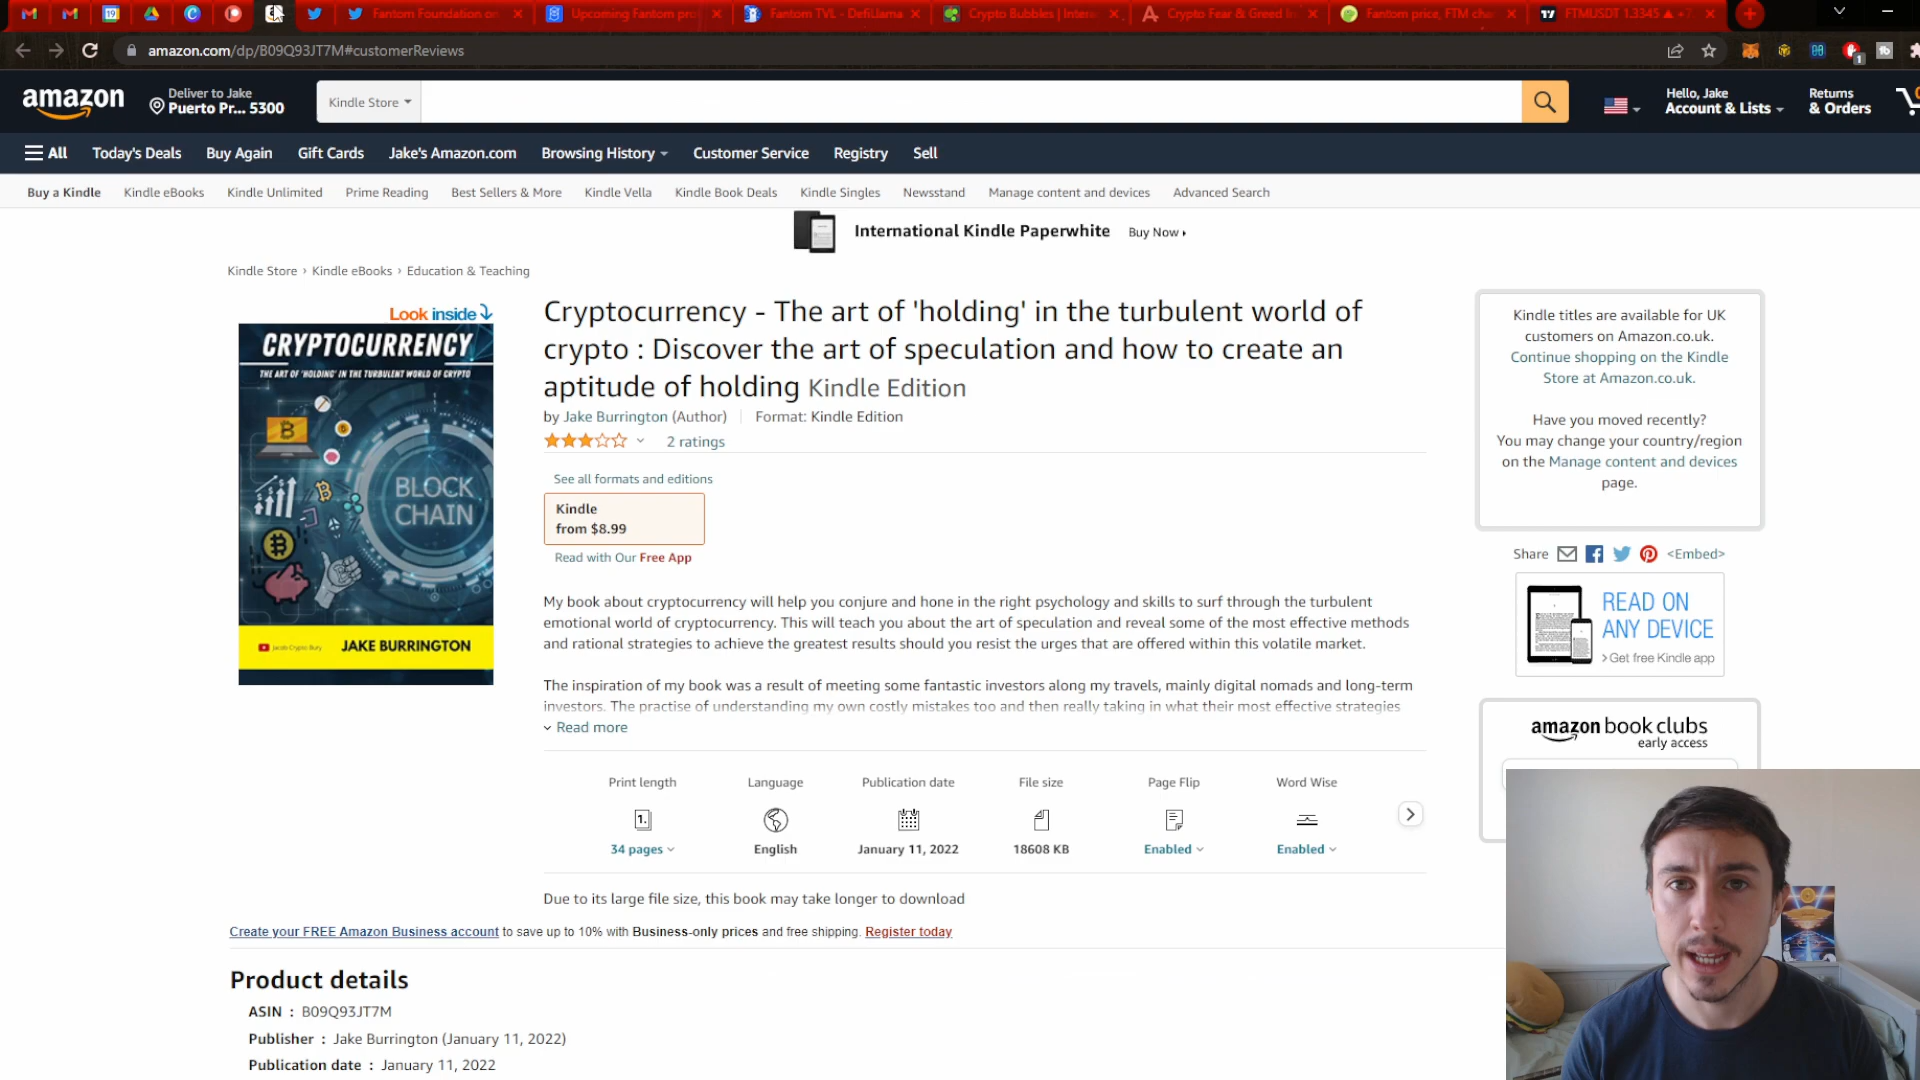 Fantom Foundation on
Upcoming Fantom pro
Fantom TVL - DefiLlama
Crypto Bubbles | Intera
Crypto Fear & Greed I
Fantom price, FTM cha
FTMUSDT 1.3345 ▲ +7
amazon.com/dp/B09Q93JT7M#customerReviews
amazon
Deliver to Jake
Puerto Pr... 5300
Kindle Store
Hello, Jake
Account & Lists
Returns
& Orders
All
Today's Deals
Buy Again
Gift Cards
Jake's Amazon.com
Browsing History
Customer Service
Registry
Sell
Buy a Kindle
Kindle eBooks
Kindle Unlimited
Prime Reading
Best Sellers & More
Kindle Vella
Kindle Book Deals
Kindle Singles
Newsstand
Manage content and devices
Advanced Search
International Kindle Paperwhite Buy Now
Kindle Store › Kindle eBooks › Education & Teaching
Look inside
CRYPTOCURRENCY
THE ART OF 'HOLDING' IN THE TURBULENT WORLD OF CRYPTO
BLOCK
CHAIN
Jacob Crypto Bury
JAKE BURRINGTON
Cryptocurrency - The art of 'holding' in the turbulent world of
crypto : Discover the art of speculation and how to create an
aptitude of holding Kindle Edition
by Jake Burrington (Author) | Format: Kindle Edition
2 ratings
See all formats and editions
Kindle
from $8.99
Read with Our Free App
My book about cryptocurrency will help you conjure and hone in the right psychology and skills to surf through the turbulent
emotional world of cryptocurrency. This will teach you about the art of speculation and reveal some of the most effective methods
and rational strategies to achieve the greatest results should you resist the urges that are offered within this volatile market.
The inspiration of my book was a result of meeting some fantastic investors along my travels, mainly digital nomads and long-term
investors. The practise of understanding my own costly mistakes too and then really taking in what their most effective strategies
Read more
Print length
34 pages
Language
English
Publication date
January 11, 2022
File size
18608 KB
Page Flip
Enabled
Word Wise
Enabled
Due to its large file size, this book may take longer to download
Create your FREE Amazon Business account to save up to 10% with Business-only prices and free shipping. Register today
Product details
ASIN : B09Q93JT7M
Publisher : Jake Burrington (January 11, 2022)
Publication date : January 11, 2022
Kindle titles are available for UK
customers on Amazon.co.uk.
Continue shopping on the Kindle
Store at Amazon.co.uk.
Have you moved recently?
You may change your country/region
on the Manage content and devices
page.
Share
<Embed>
READ ON
ANY DEVICE
Get free Kindle app
amazon book clubs
early access